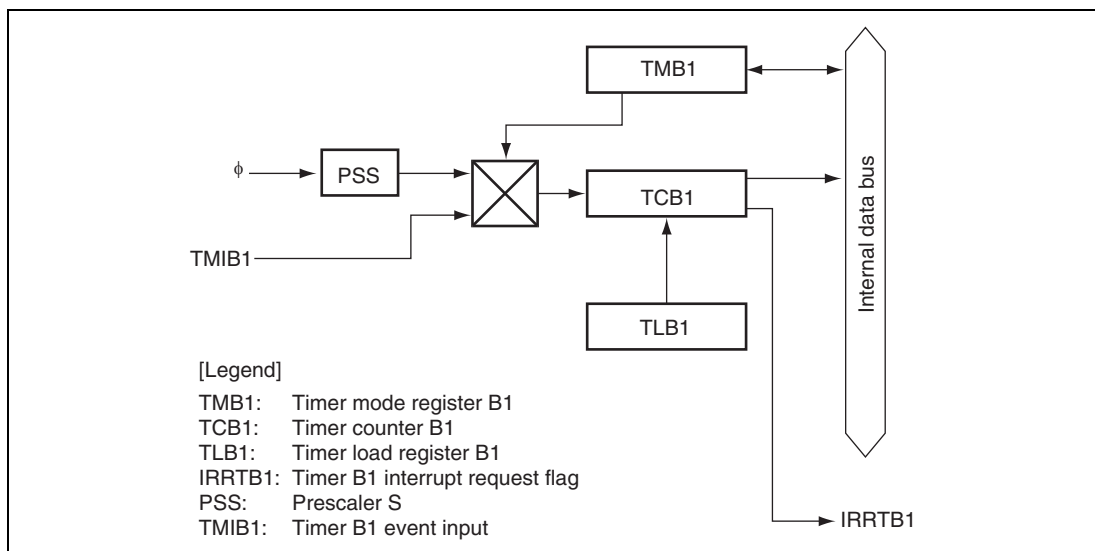 TMB1
φ
PSS
TCB1
TMIB1
TLB1
Internal data bus
[Legend]
TMB1: Timer mode register B1
TCB1: Timer counter B1
TLB1: Timer load register B1
IRRTB1: Timer B1 interrupt request flag
PSS: Prescaler S
TMIB1: Timer B1 event input
IRRTB1